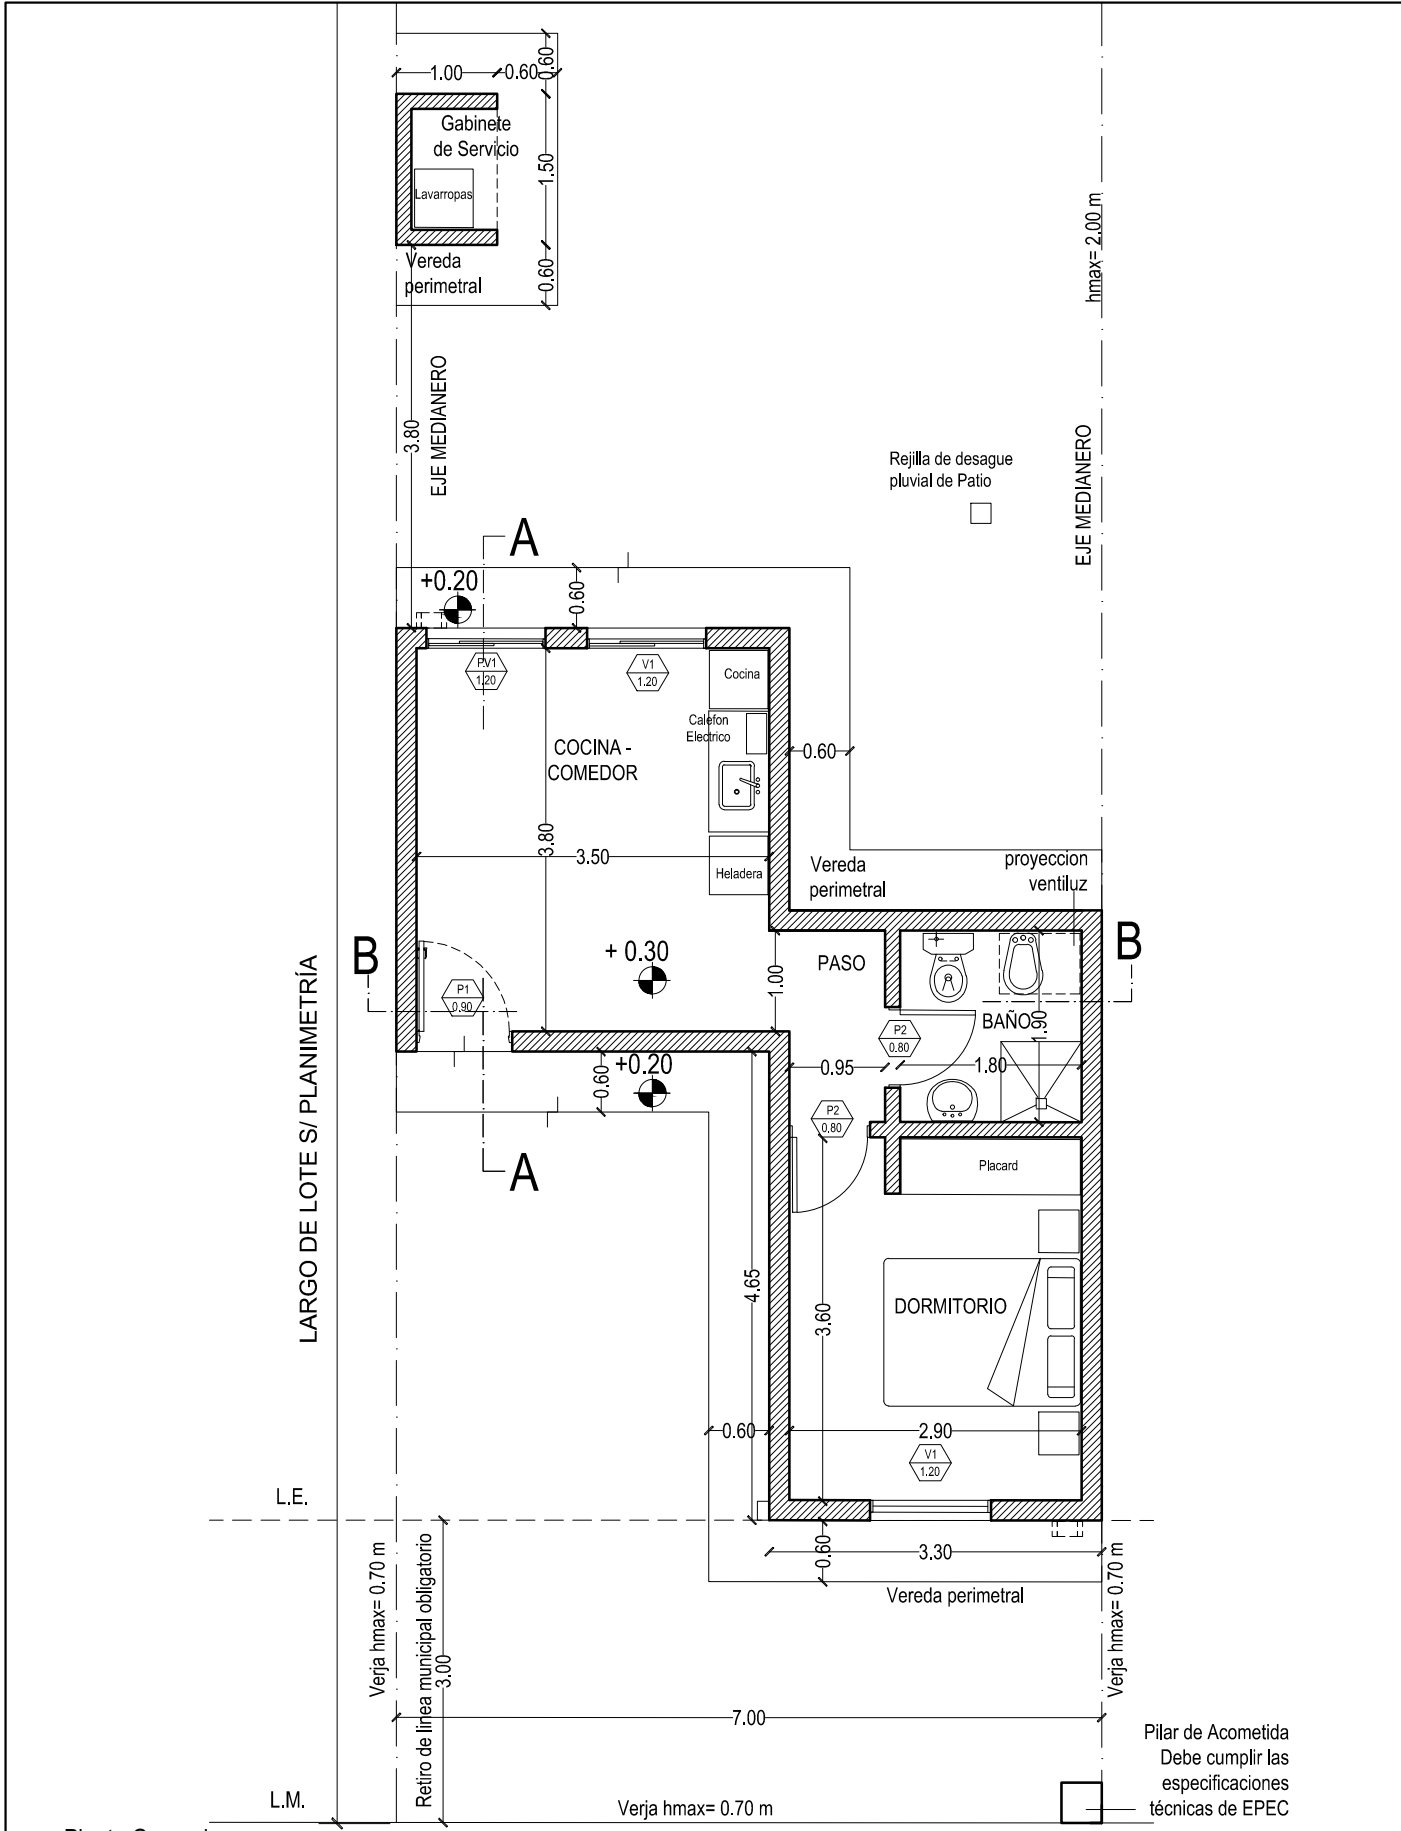 1.00
0.60
0.60
Gabinete
de Servicio
1.50
Lavarropas
Vereda
perimetral
0.60
hmax= 2.00 m
EJE MEDIANERO
3.80
EJE MEDIANERO
Rejilla de desague
pluvial de Patio
A
+0.20
0.60
PV1
1.20
V1
1.20
Cocina
Calefon
Electrico
COCINA -
COMEDOR
0.60
3.80
3.50
Heladera
Vereda
perimetral
proyeccion
ventiluz
B
B
+ 0.30
PASO
1.00
P1
0.90
BAÑO
1.90
P2
0.80
+0.20
0.60
0.95
1.80
P2
0,80
A
Placard
LARGO DE LOTE S/ PLANIMETRÍA
4.65
3.60
DORMITORIO
0.60
2.90
V1
1.20
L.E.
0.60
3.30
Vereda perimetral
Verja hmax= 0.70 m
Retiro de linea municipal obligatorio
3.00
Verja hmax= 0.70 m
7.00
Pilar de Acometida
Debe cumplir las
especificaciones
técnicas de EPEC
L.M.
Verja hmax= 0.70 m